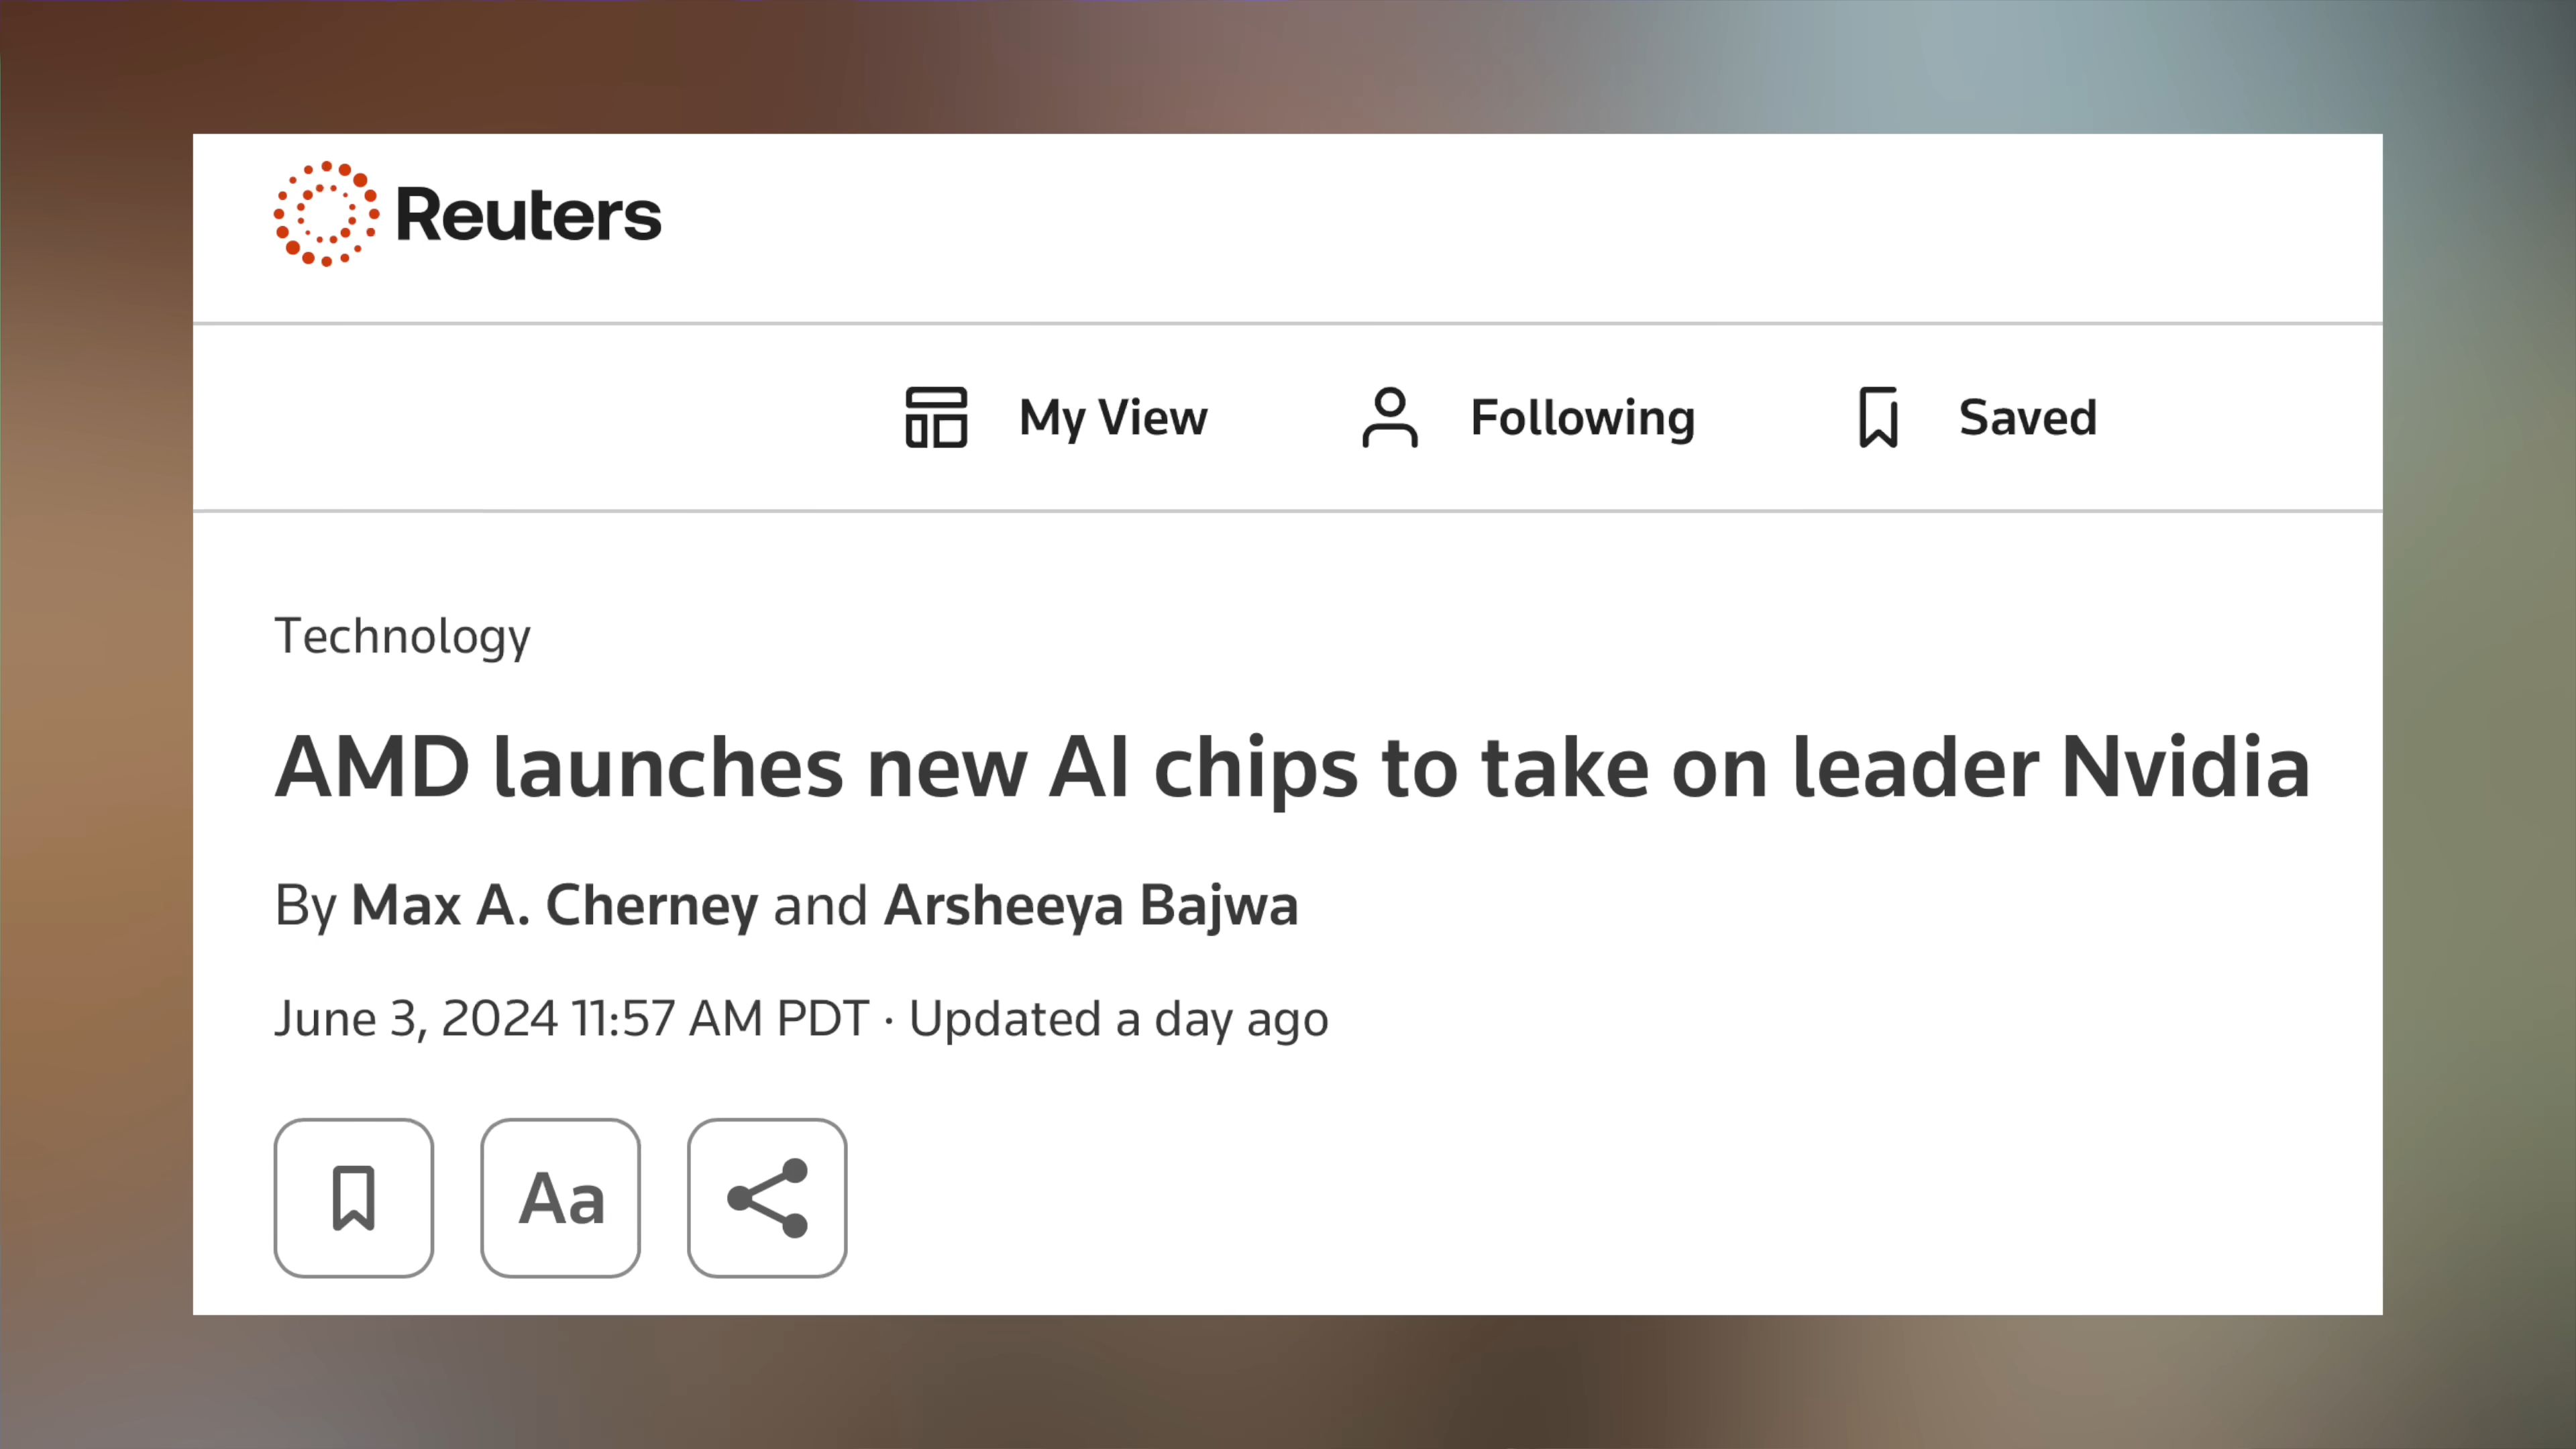 Reuters
My View Following Saved
Technology
AMD launches new AI chips to take on leader Nvidia
By Max A. Cherney and Arsheeya Bajwa
June 3, 2024 11:57 AM PDT · Updated a day ago
Aa